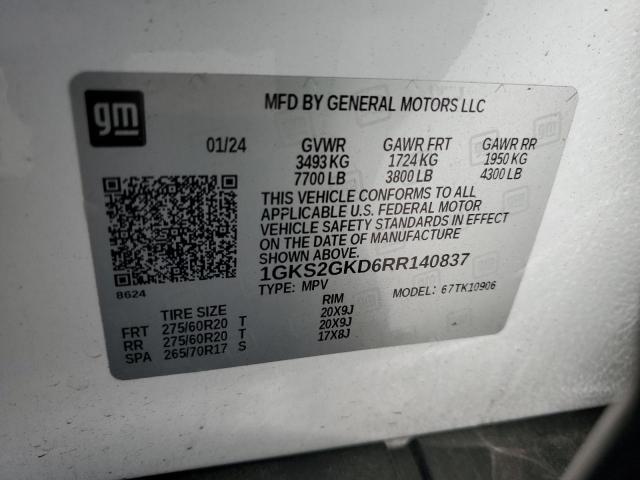 gm
MFD BY GENERAL MOTORS LLC
01/24 GVWR GAWR FRT GAWR RR
3493 KG 1724 KG 1950 KG
7700 LB 3800 LB 4300 LB
THIS VEHICLE CONFORMS TO ALL
APPLICABLE U.S. FEDERAL MOTOR
VEHICLE SAFETY STANDARDS IN EFFECT
ON THE DATE OF MANUFACTURE
SHOWN ABOVE.
1GKS2GKD6RR140837
TYPE: MPV MODEL: 67TK10906
8624
TIRE SIZE RIM
FRT 275/60R20 T 20X9J
RR 275/60R20 T 20X9J
SPA 265/70R17 S 17X8J